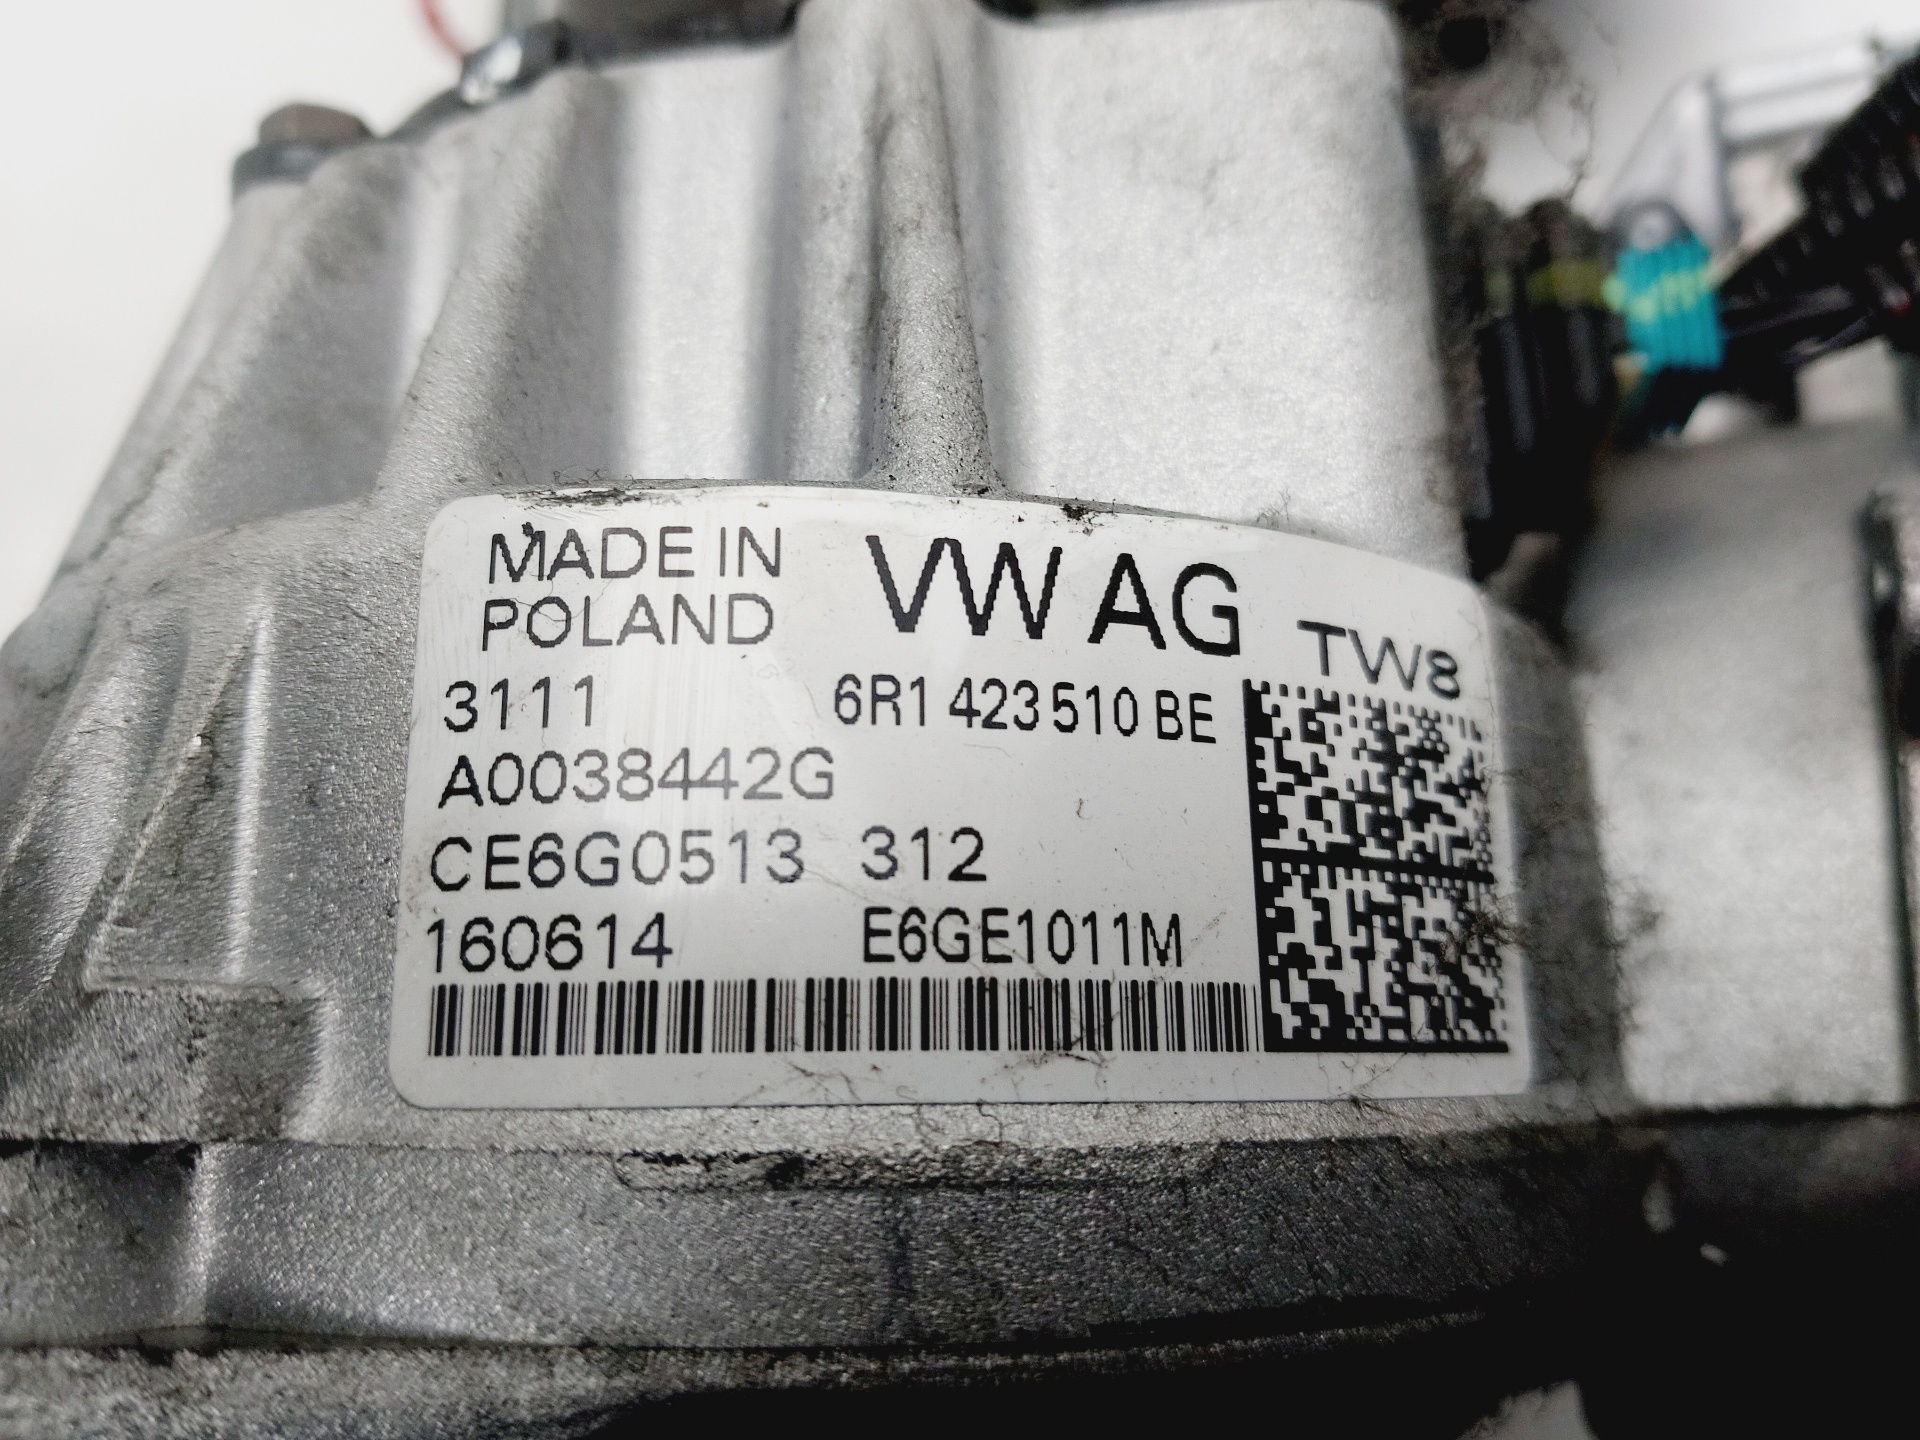 MADE IN
POLAND
VW AG
TW8
3111
6R1 423 510 BE
A0038442G
CE6G0513 312
160614
E6GE1011M